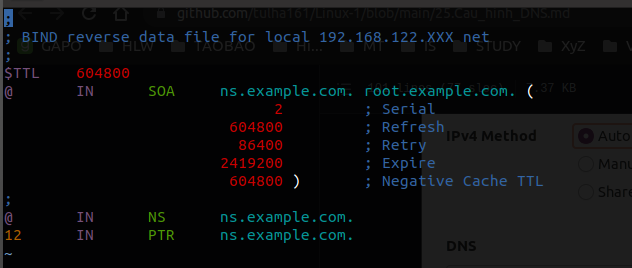 github.com/tulha161/Linux-1/blob/main/
Cau_hinh_DNS.md
;
; BIND reverse data file for local 192.168.122.XXX net
GAPO FILW TAOBAO Hi... MT IS STUDY XyZ
;
$TTL 604800
@ IN SOA ns.example.com. root.example.com. (
2 ; Serial
37 KB
604800 ; Refresh
IPv4 Method Auto
86400 ; Retry
2419200 ; Expire
Manu
604800 ) ; Negative Cache TTL
Share
;
@ IN NS ns.example.com.
12 IN PTR ns.example.com.
DNS
~